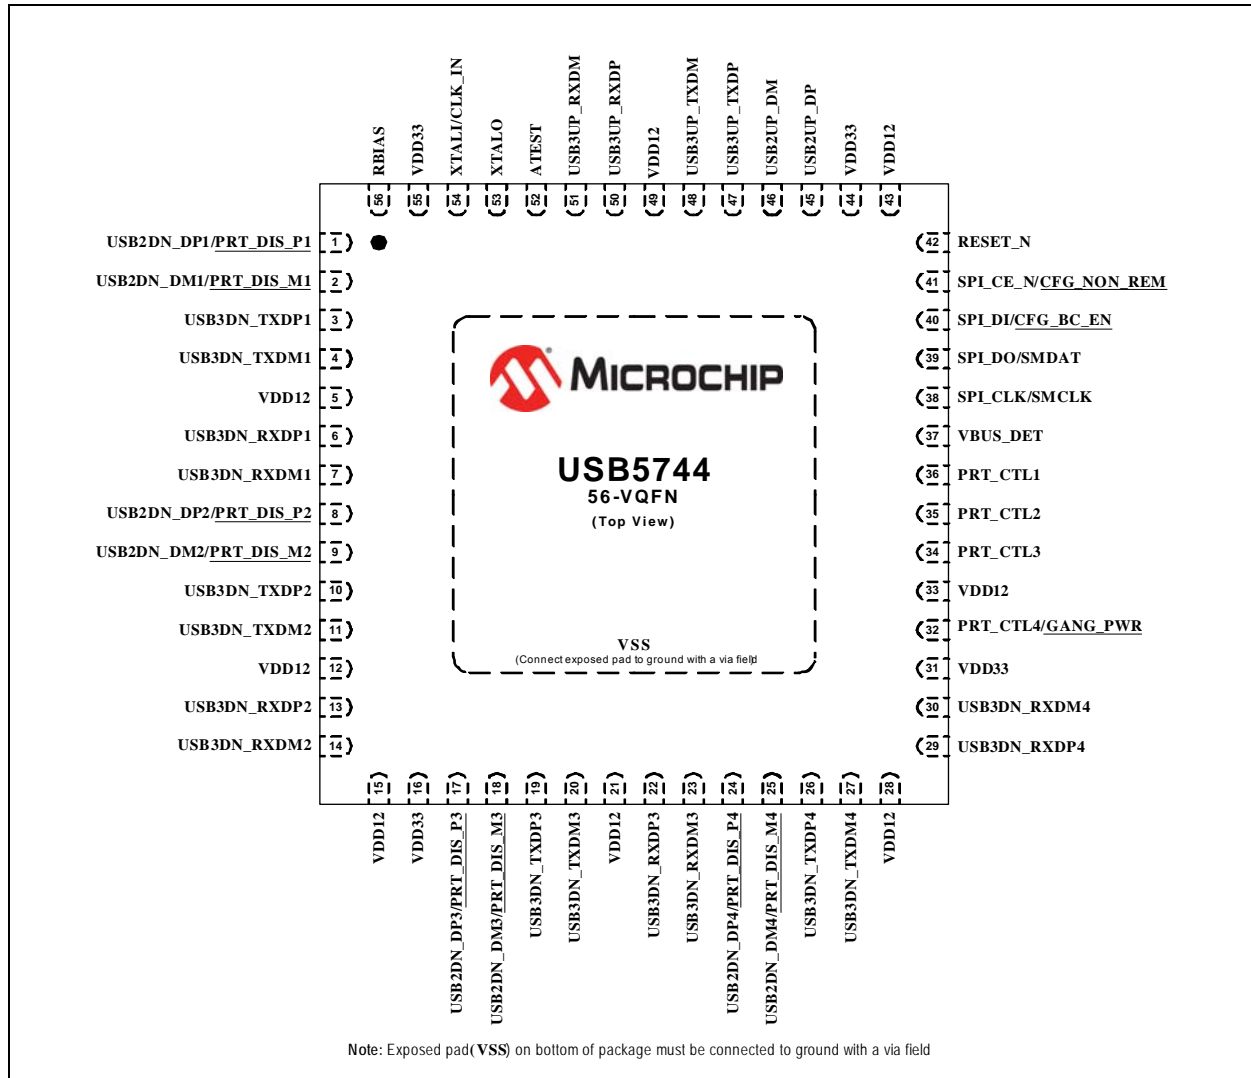 RBIAS
VDD33
XTALI/CLK_IN
XTALO
ATEST
USB3UP_RXDM
USB3UP_RXDP
VDD12
USB3UP_TXDM
USB3UP_TXDP
USB2UP_DM
USB2UP_DP
VDD33
VDD12
56
55
54
53
52
51
50
49
48
47
46
45
44
43
USB2DN_DP1/PRT_DIS_P1 1
USB2DN_DM1/PRT_DIS_M1 2
USB3DN_TXDP1 3
USB3DN_TXDM1 4
VDD12 5
USB3DN_RXDP1 6
USB3DN_RXDM1 7
USB2DN_DP2/PRT_DIS_P2 8
USB2DN_DM2/PRT_DIS_M2 9
USB3DN_TXDP2 10
USB3DN_TXDM2 11
VDD12 12
USB3DN_RXDP2 13
USB3DN_RXDM2 14
MICROCHIP
USB5744
56-VQFN
(Top View)
VSS
(Connect exposed pad to ground with a via field
42 RESET_N
41 SPI_CE_N/CFG_NON_REM
40 SPI_DI/CFG_BC_EN
39 SPI_DO/SMDAT
38 SPI_CLK/SMCLK
37 VBUS_DET
36 PRT_CTL1
35 PRT_CTL2
34 PRT_CTL3
33 VDD12
32 PRT_CTL4/GANG_PWR
31 VDD33
30 USB3DN_RXDM4
29 USB3DN_RXDP4
15
16
17
18
19
20
21
22
23
24
25
26
27
28
VDD12
VDD33
USB2DN_DP3/PRT_DIS_P3
USB2DN_DM3/PRT_DIS_M3
USB3DN_TXDP3
USB3DN_TXDM3
VDD12
USB3DN_RXDP3
USB3DN_RXDM3
USB2DN_DP4/PRT_DIS_P4
USB2DN_DM4/PRT_DIS_M4
USB3DN_TXDP4
USB3DN_TXDM4
VDD12
Note: Exposed pad (VSS) on bottom of package must be connected to ground with a via field